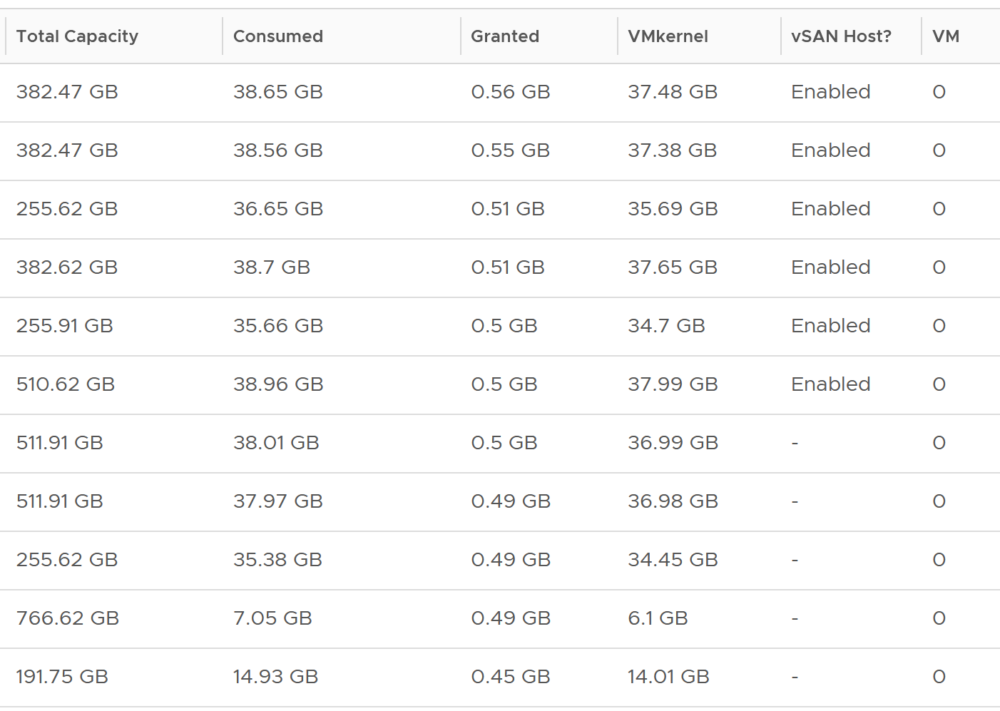 Total Capacity Consumed Granted VMkernel vSAN Host? VM
382.47 GB 38.65 GB 0.56 GB 37.48 GB Enabled 0
382.47 GB 38.56 GB 0.55 GB 37.38 GB Enabled 0
255.62 GB 36.65 GB 0.51 GB 35.69 GB Enabled 0
382.62 GB 38.7 GB 0.51 GB 37.65 GB Enabled 0
255.91 GB 35.66 GB 0.5 GB 34.7 GB Enabled 0
510.62 GB 38.96 GB 0.5 GB 37.99 GB Enabled 0
511.91 GB 38.01 GB 0.5 GB 36.99 GB - 0
511.91 GB 37.97 GB 0.49 GB 36.98 GB - 0
255.62 GB 35.38 GB 0.49 GB 34.45 GB - 0
766.62 GB 7.05 GB 0.49 GB 6.1 GB - 0
191.75 GB 14.93 GB 0.45 GB 14.01 GB - 0